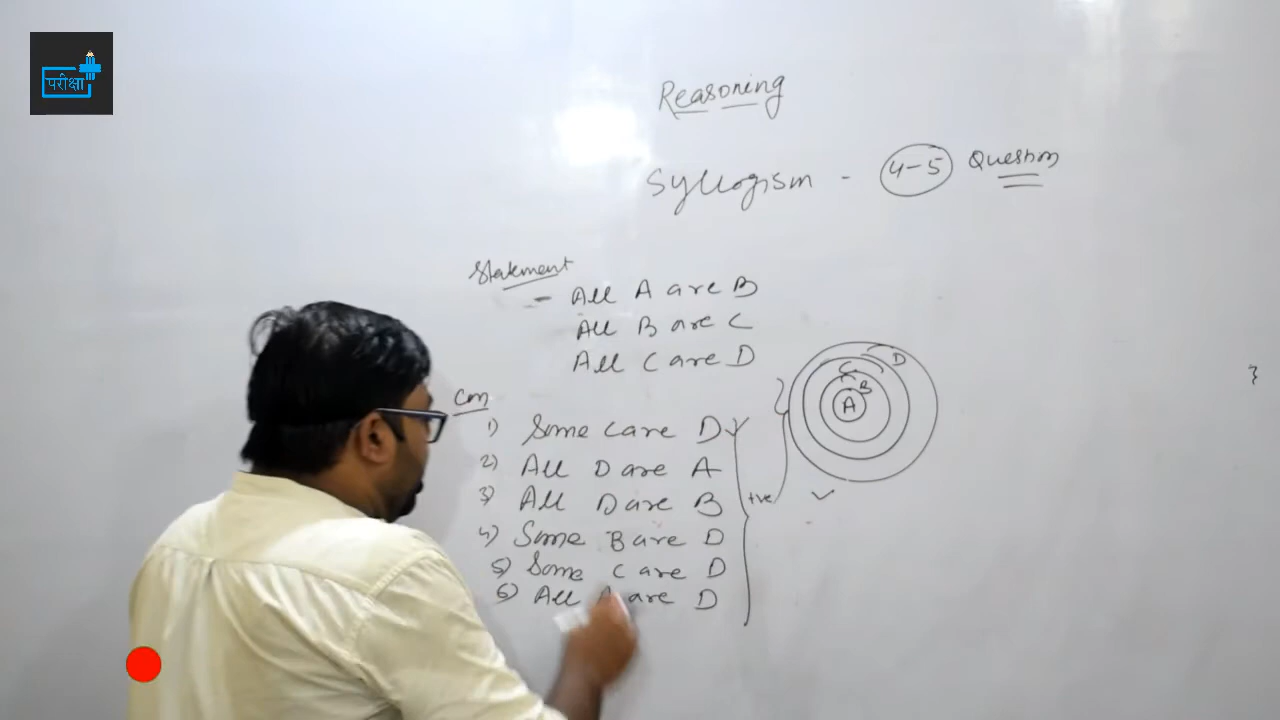 परीक्षा
Reasoning
Syllogism - 4-5 Question
Statement
- All A are B
All B are C
All C are D
D
C
B
A
}
Con
1) Some C are D
2) All D are A
3) All D are B
+ve
4) Some B are D
5) Some C are D
6) All A are D